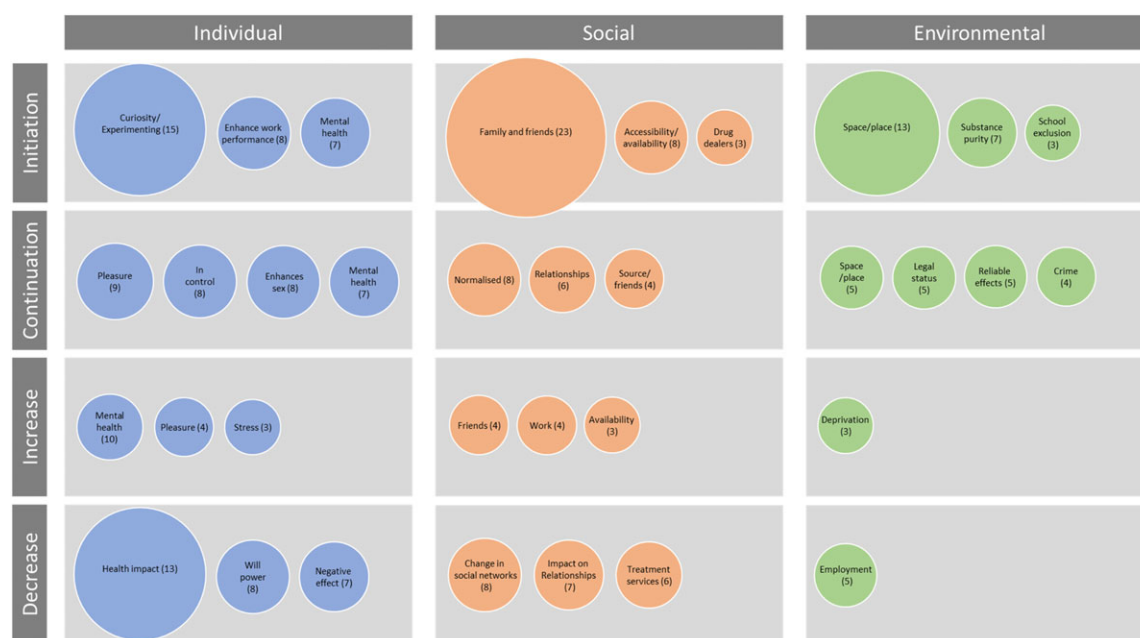 Individual
Social
Environmental
Initiation
Curiosity/
Experimenting (15)
Enhance work
performance (8)
Mental
health
(7)
Family and friends (23)
Accessibility/
availability (8)
Drug
dealers (3)
Space/place (13)
Substance
purity (7)
School
exclusion
(3)
Continuation
Pleasure
(9)
In
control
(8)
Enhances
sex (8)
Mental
health (7)
Normalised (8)
Relationships
(6)
Source/
friends (4)
Space
/place
(5)
Legal
status
(5)
Reliable
effects (5)
Crime
(4)
Increase
Mental
health
(10)
Pleasure (4)
Stress (3)
Friends (4)
Work (4)
Availability
(3)
Deprivation
(3)
Decrease
Health impact (13)
Will
power
(8)
Negative
effect (7)
Change in
social networks
(8)
Impact on
Relationships
(7)
Treatment
services (6)
Employment
(5)